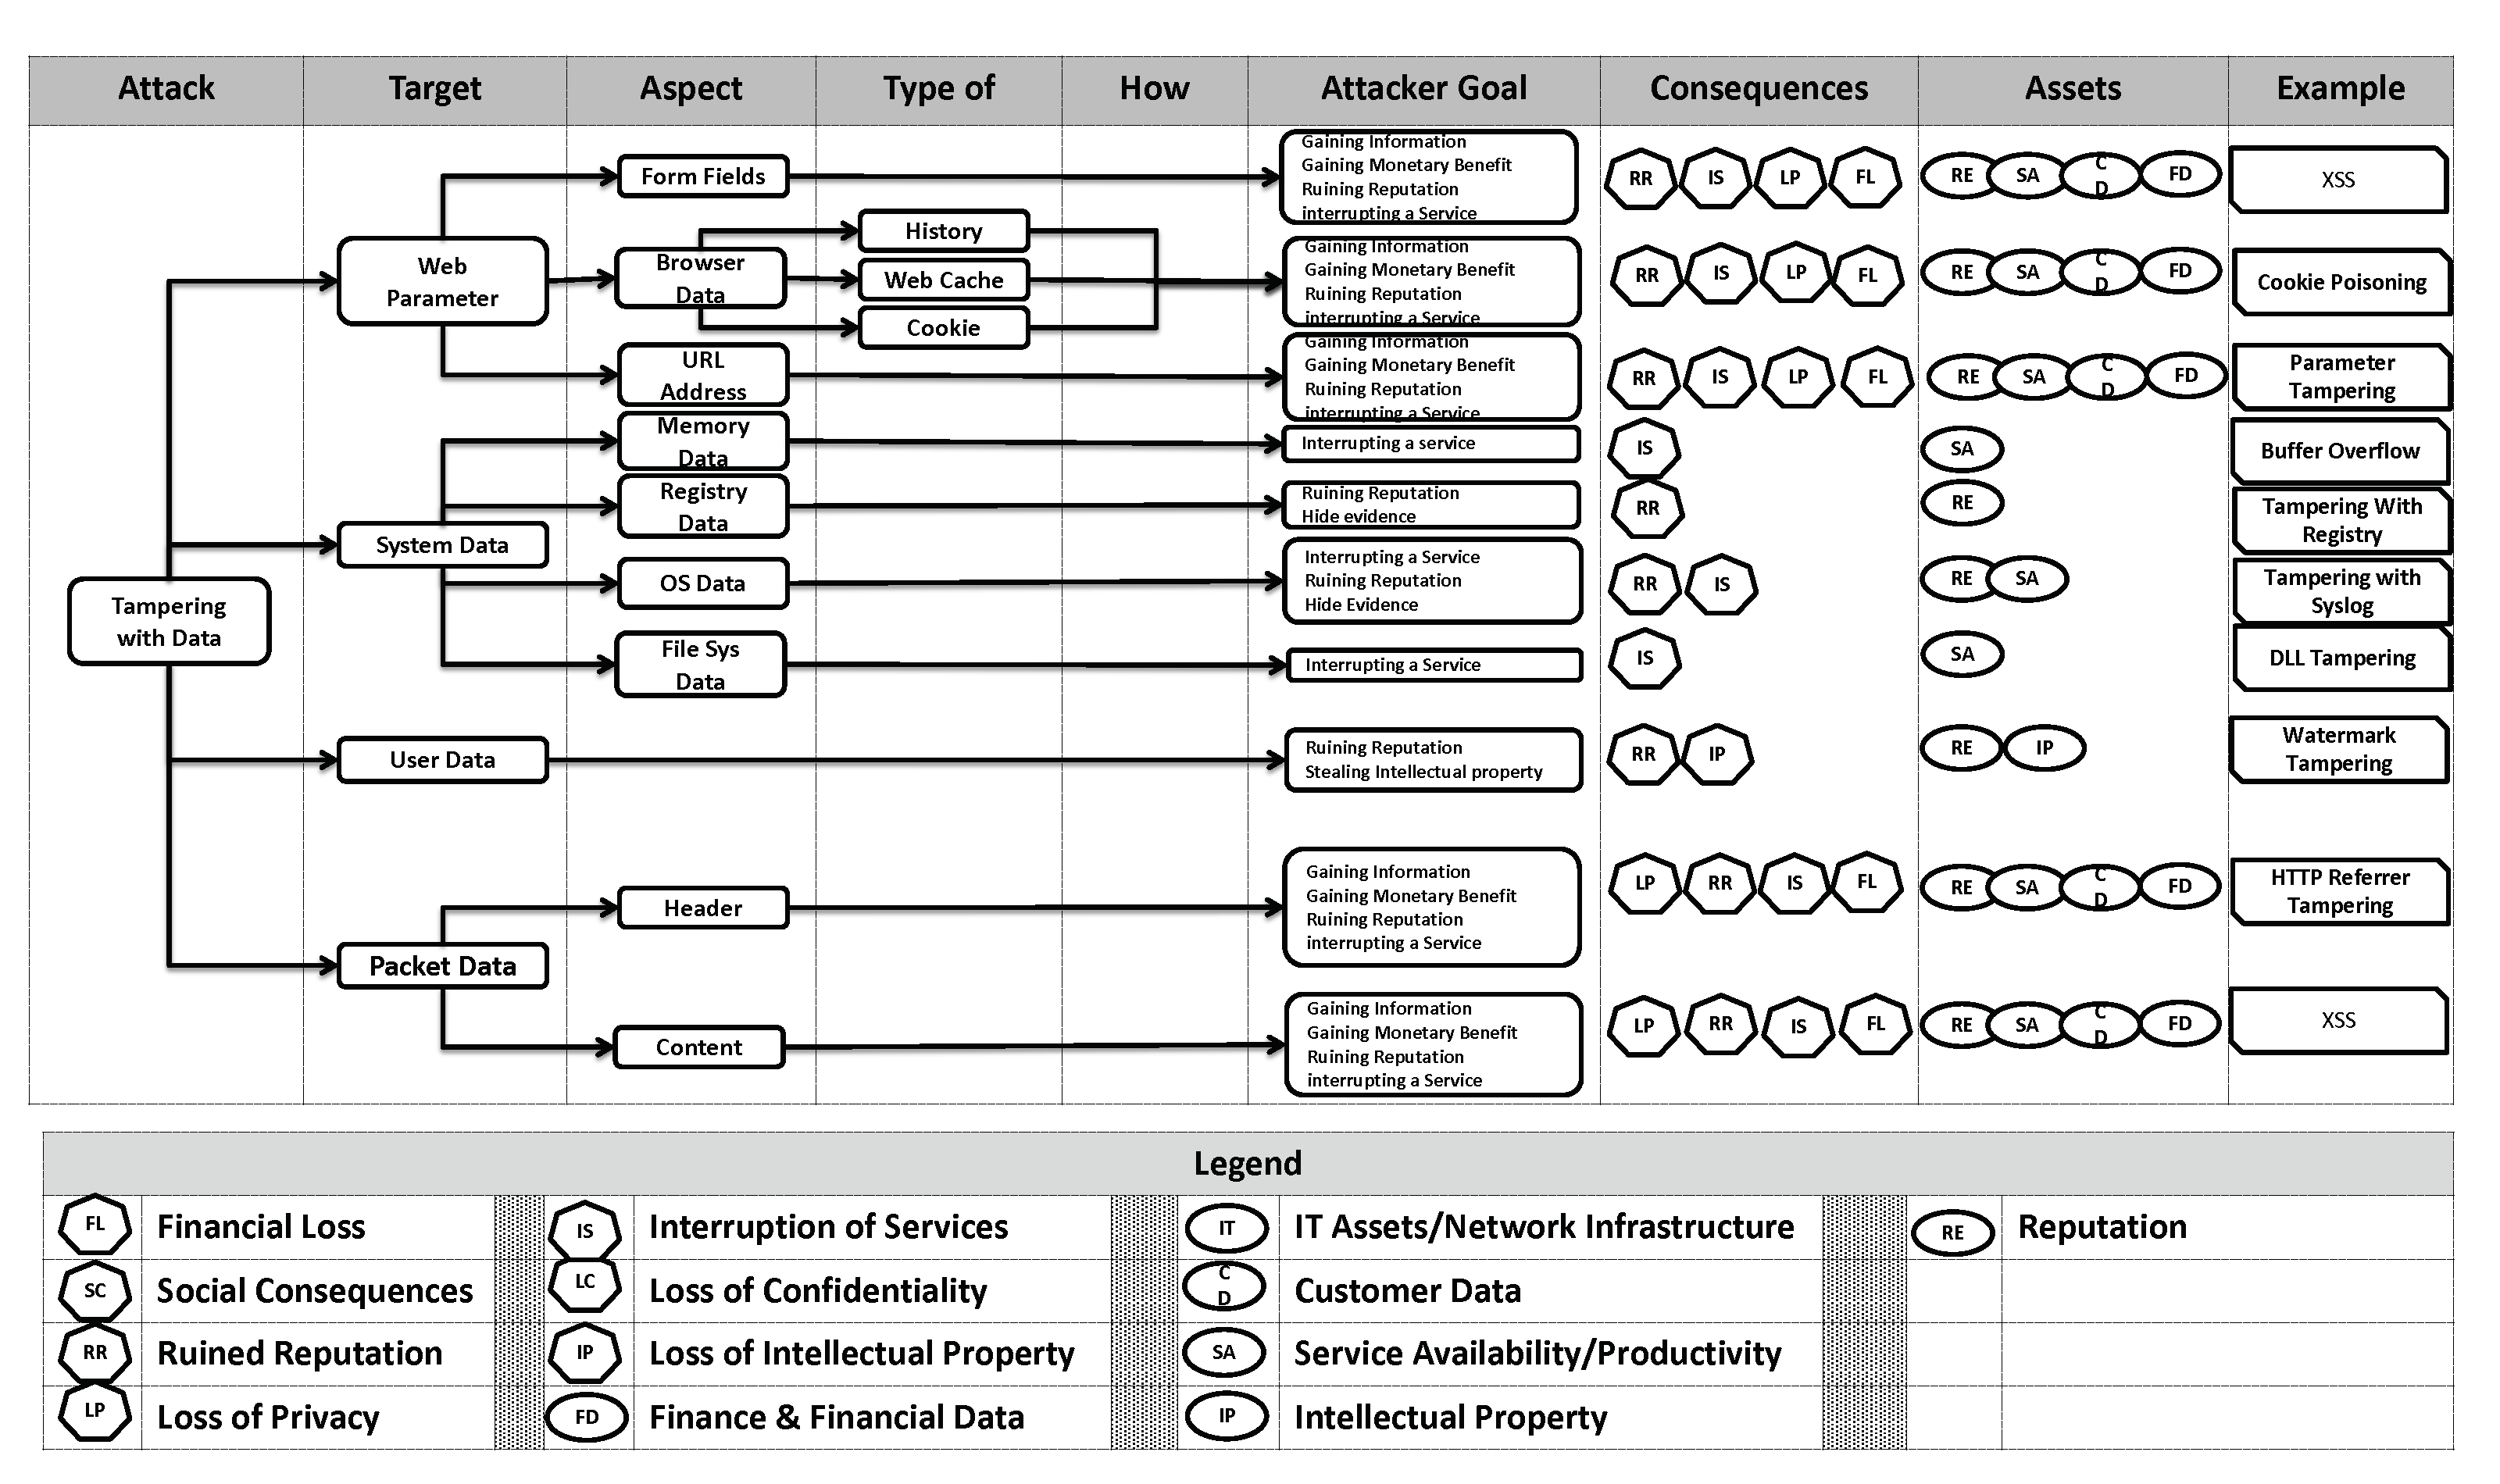 Attack
Target
Aspect
Type of
How
Attacker Goal
Consequences
Assets
Example
Tampering
with Data
Web
Parameter
Form Fields
Gaining Information
Gaining Monetary Benefit
Ruining Reputation
interrupting a Service
RR
IS
LP
FL
RE
SA
C
D
FD
XSS
Browser
Data
History
Web Cache
Cookie
Gaining Information
Gaining Monetary Benefit
Ruining Reputation
interrupting a Service
RR
IS
LP
FL
RE
SA
C
D
FD
Cookie Poisoning
URL
Address
Gaining Information
Gaining Monetary Benefit
Ruining Reputation
interrupting a Service
RR
IS
LP
FL
RE
SA
C
D
FD
Parameter
Tampering
System Data
Memory
Data
Interrupting a service
IS
SA
Buffer Overflow
Registry
Data
Ruining Reputation
Hide evidence
RR
RE
Tampering With
Registry
OS Data
Interrupting a Service
Ruining Reputation
Hide Evidence
RR
IS
RE
SA
Tampering with
Syslog
File Sys
Data
Interrupting a Service
IS
SA
DLL Tampering
User Data
Ruining Reputation
Stealing Intellectual property
RR
IP
RE
IP
Watermark
Tampering
Packet Data
Header
Gaining Information
Gaining Monetary Benefit
Ruining Reputation
interrupting a Service
LP
RR
IS
FL
RE
SA
C
D
FD
HTTP Referrer
Tampering
Content
Gaining Information
Gaining Monetary Benefit
Ruining Reputation
interrupting a Service
LP
RR
IS
FL
RE
SA
C
D
FD
XSS
Legend
FL
Financial Loss
IS
Interruption of Services
IT
IT Assets/Network Infrastructure
RE
Reputation
SC
Social Consequences
LC
Loss of Confidentiality
C
D
Customer Data
RR
Ruined Reputation
IP
Loss of Intellectual Property
SA
Service Availability/Productivity
LP
Loss of Privacy
FD
Finance & Financial Data
IP
Intellectual Property